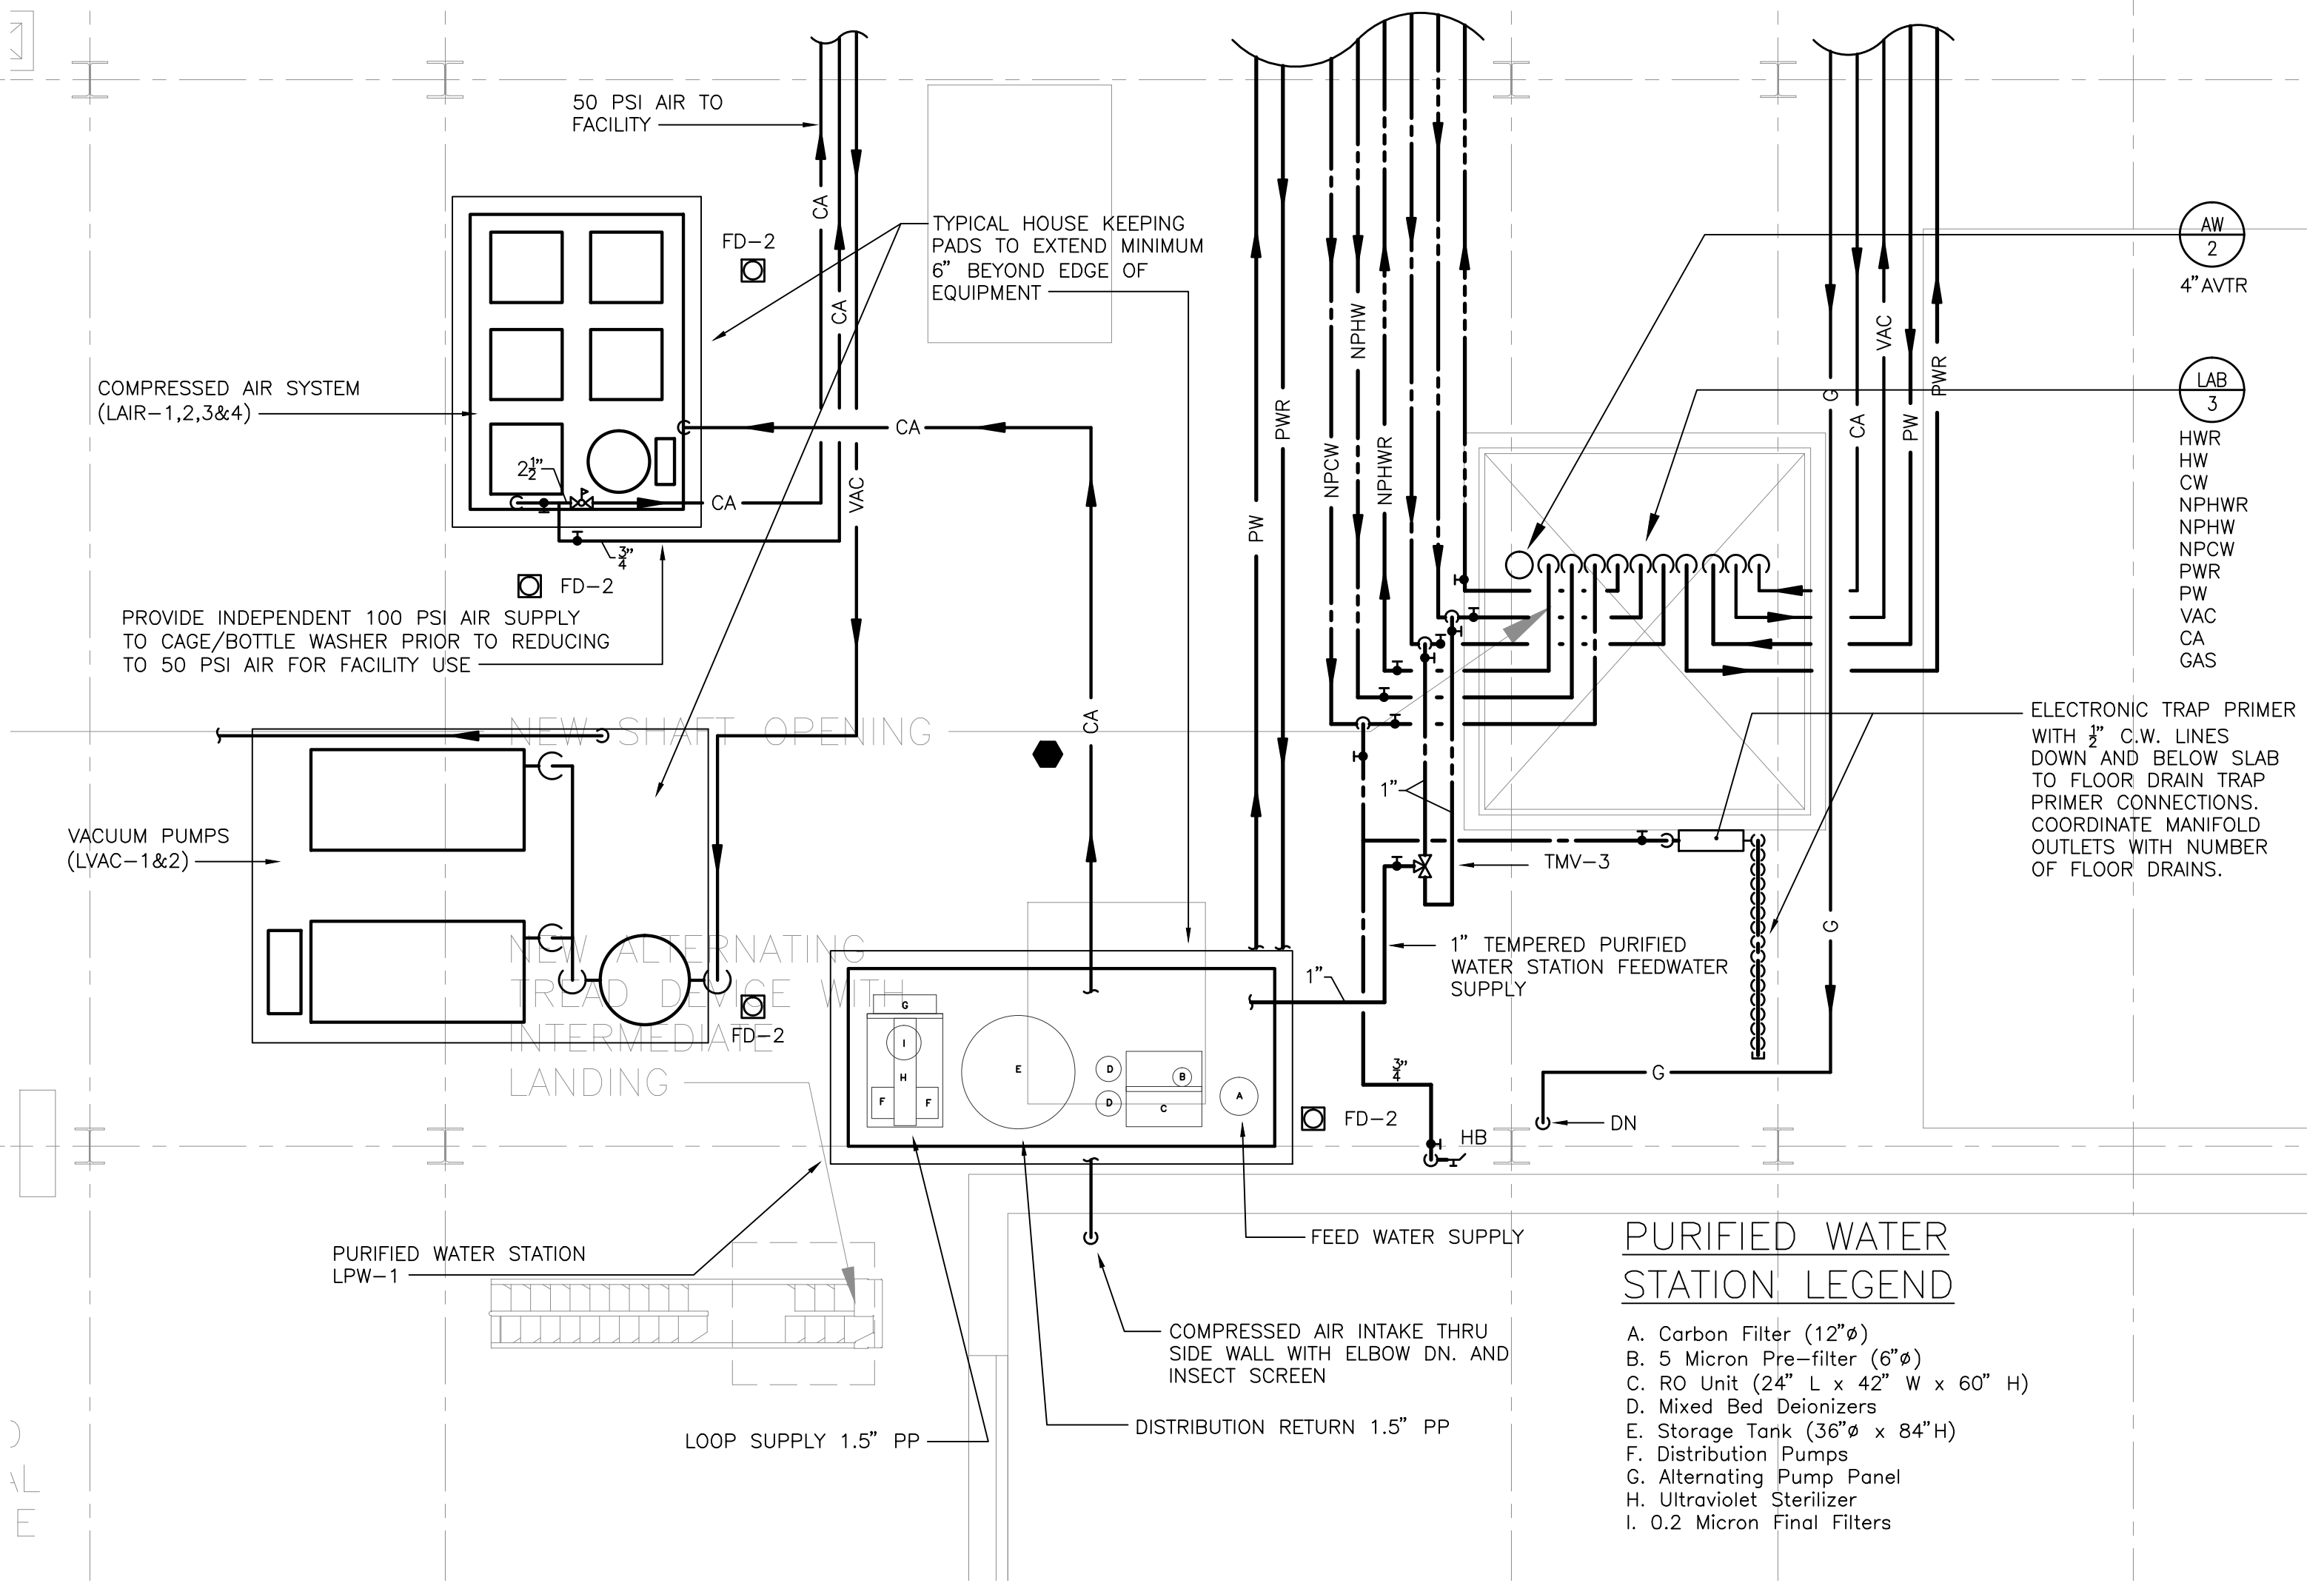 50 PSI AIR TO
FACILITY
CA
CA
VAC
CA
CA
CA
FD-2
TYPICAL HOUSE KEEPING
PADS TO EXTEND MINIMUM
6" BEYOND EDGE OF
EQUIPMENT
COMPRESSED AIR SYSTEM
(LAIR-1,2,3&4)
2½"
¾"
FD-2
PROVIDE INDEPENDENT 100 PSI AIR SUPPLY
TO CAGE/BOTTLE WASHER PRIOR TO REDUCING
TO 50 PSI AIR FOR FACILITY USE
NEW SHAFT OPENING
VACUUM PUMPS
(LVAC-1&2)
NEW ALTERNATING
TREAD DEVICE WITH
INTERMEDIATE
LANDING
FD-2
PW
PWR
NPCW
NPHW
NPHWR
G
CA
VAC
PW
PWR
AW
2
4"AVTR
LAB
3
HWR
HW
CW
NPHWR
NPHW
NPCW
PWR
PW
VAC
CA
GAS
ELECTRONIC TRAP PRIMER
WITH ½" C.W. LINES
DOWN AND BELOW SLAB
TO FLOOR DRAIN TRAP
PRIMER CONNECTIONS.
COORDINATE MANIFOLD
OUTLETS WITH NUMBER
OF FLOOR DRAINS.
1"
TMV-3
G
1" TEMPERED PURIFIED
WATER STATION FEEDWATER
SUPPLY
1"
G
I
H
F
F
E
D
D
B
C
A
¾"
G
FD-2
HB
DN
PURIFIED WATER STATION
LPW-1
FEED WATER SUPPLY
COMPRESSED AIR INTAKE THRU
SIDE WALL WITH ELBOW DN. AND
INSECT SCREEN
DISTRIBUTION RETURN 1.5" PP
LOOP SUPPLY 1.5" PP
PURIFIED WATER
STATION LEGEND
A. Carbon Filter (12"ø)
B. 5 Micron Pre-filter (6"ø)
C. RO Unit (24" L x 42" W x 60" H)
D. Mixed Bed Deionizers
E. Storage Tank (36"ø x 84"H)
F. Distribution Pumps
G. Alternating Pump Panel
H. Ultraviolet Sterilizer
I. 0.2 Micron Final Filters